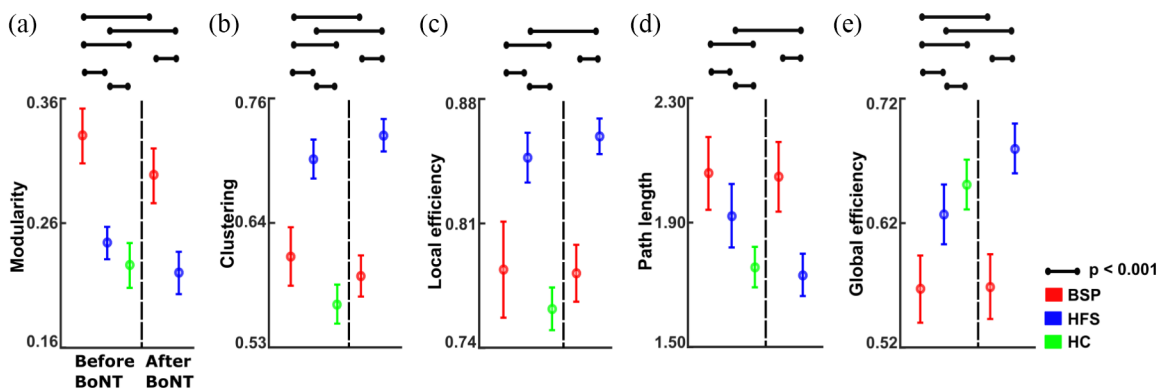 (a)
(b)
(c)
(d)
(e)
Modularity
0.36
0.26
0.16
Before BoNT
After BoNT
Clustering
0.76
0.64
0.53
Local efficiency
0.88
0.81
0.74
Path length
2.30
1.90
1.50
Global efficiency
0.72
0.62
0.52
p < 0.001
BSP
HFS
HC